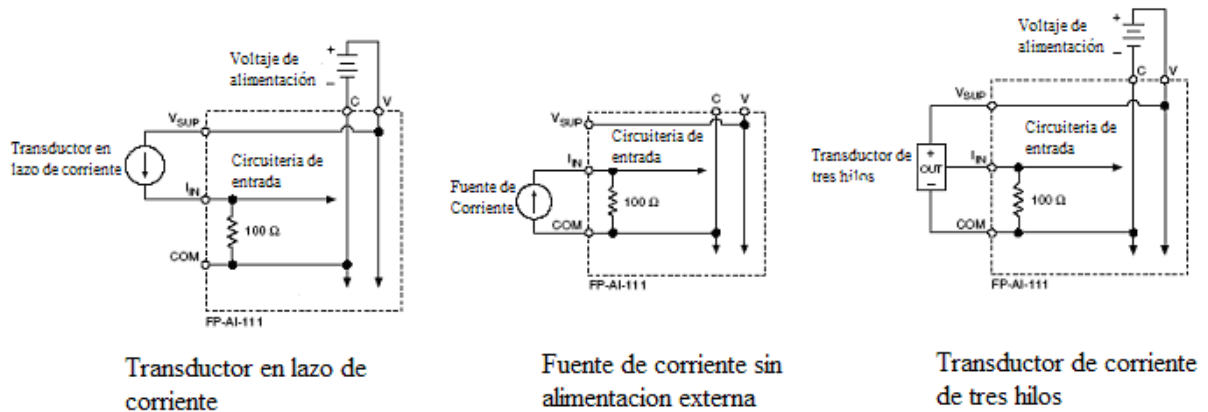 Voltaje de
alimentación
+
−
C
V
VSUP
Transductor en
lazo de corriente
Circuiteria de
entrada
IIN
100 Ω
COM
FP-AI-111
Transductor en lazo de
corriente
C
V
VSUP
Circuiteria de
entrada
IIN
Fuente de
Corriente
100 Ω
COM
FP-AI-111
Fuente de corriente sin
alimentacion externa
Voltaje de
alimentación
+
−
C
V
VSUP
Circuiteria de
entrada
Transductor de
tres hilos
+
OUT
−
IIN
100 Ω
COM
FP-AI-111
Transductor de corriente
de tres hilos